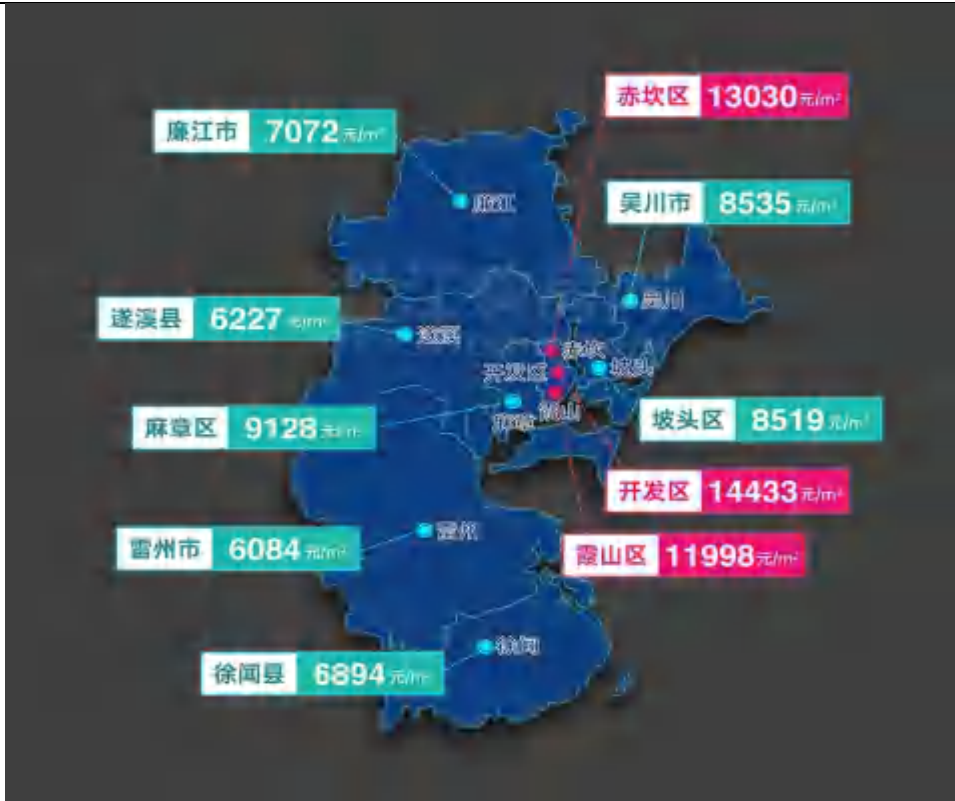 赤坎区 13030元/m²
廉江市 7072元/m²
吴川市 8535元/m²
廉江
吴川
遂溪县 6227元/m²
遂溪
赤坎
坡头
开发区
霞山
麻章
麻章区 9128元/m²
坡头区 8519元/m²
开发区 14433元/m²
雷州市 6084元/m²
雷州
霞山区 11998元/m²
徐闻县 6894元/m²
徐闻